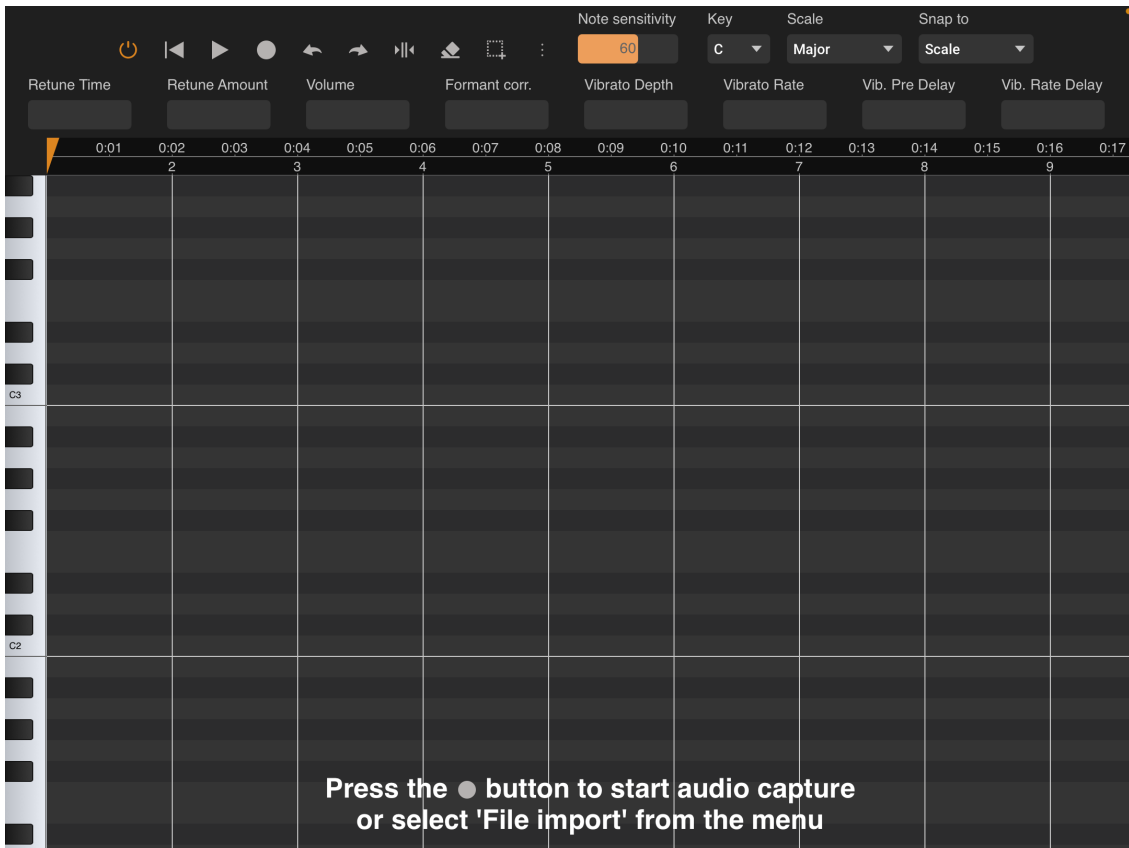 Note sensitivity Key Scale Snap to
60 C Major Scale
Retune Time Retune Amount Volume Formant corr. Vibrato Depth Vibrato Rate Vib. Pre Delay Vib. Rate Delay
0:01 0:02 0:03 0:04 0:05 0:06 0:07 0:08 0:09 0:10 0:11 0:12 0:13 0:14 0:15 0:16 0:17
2 3 4 5 6 7 8 9
C3
C2
Press the ● button to start audio capture
or select 'File import' from the menu